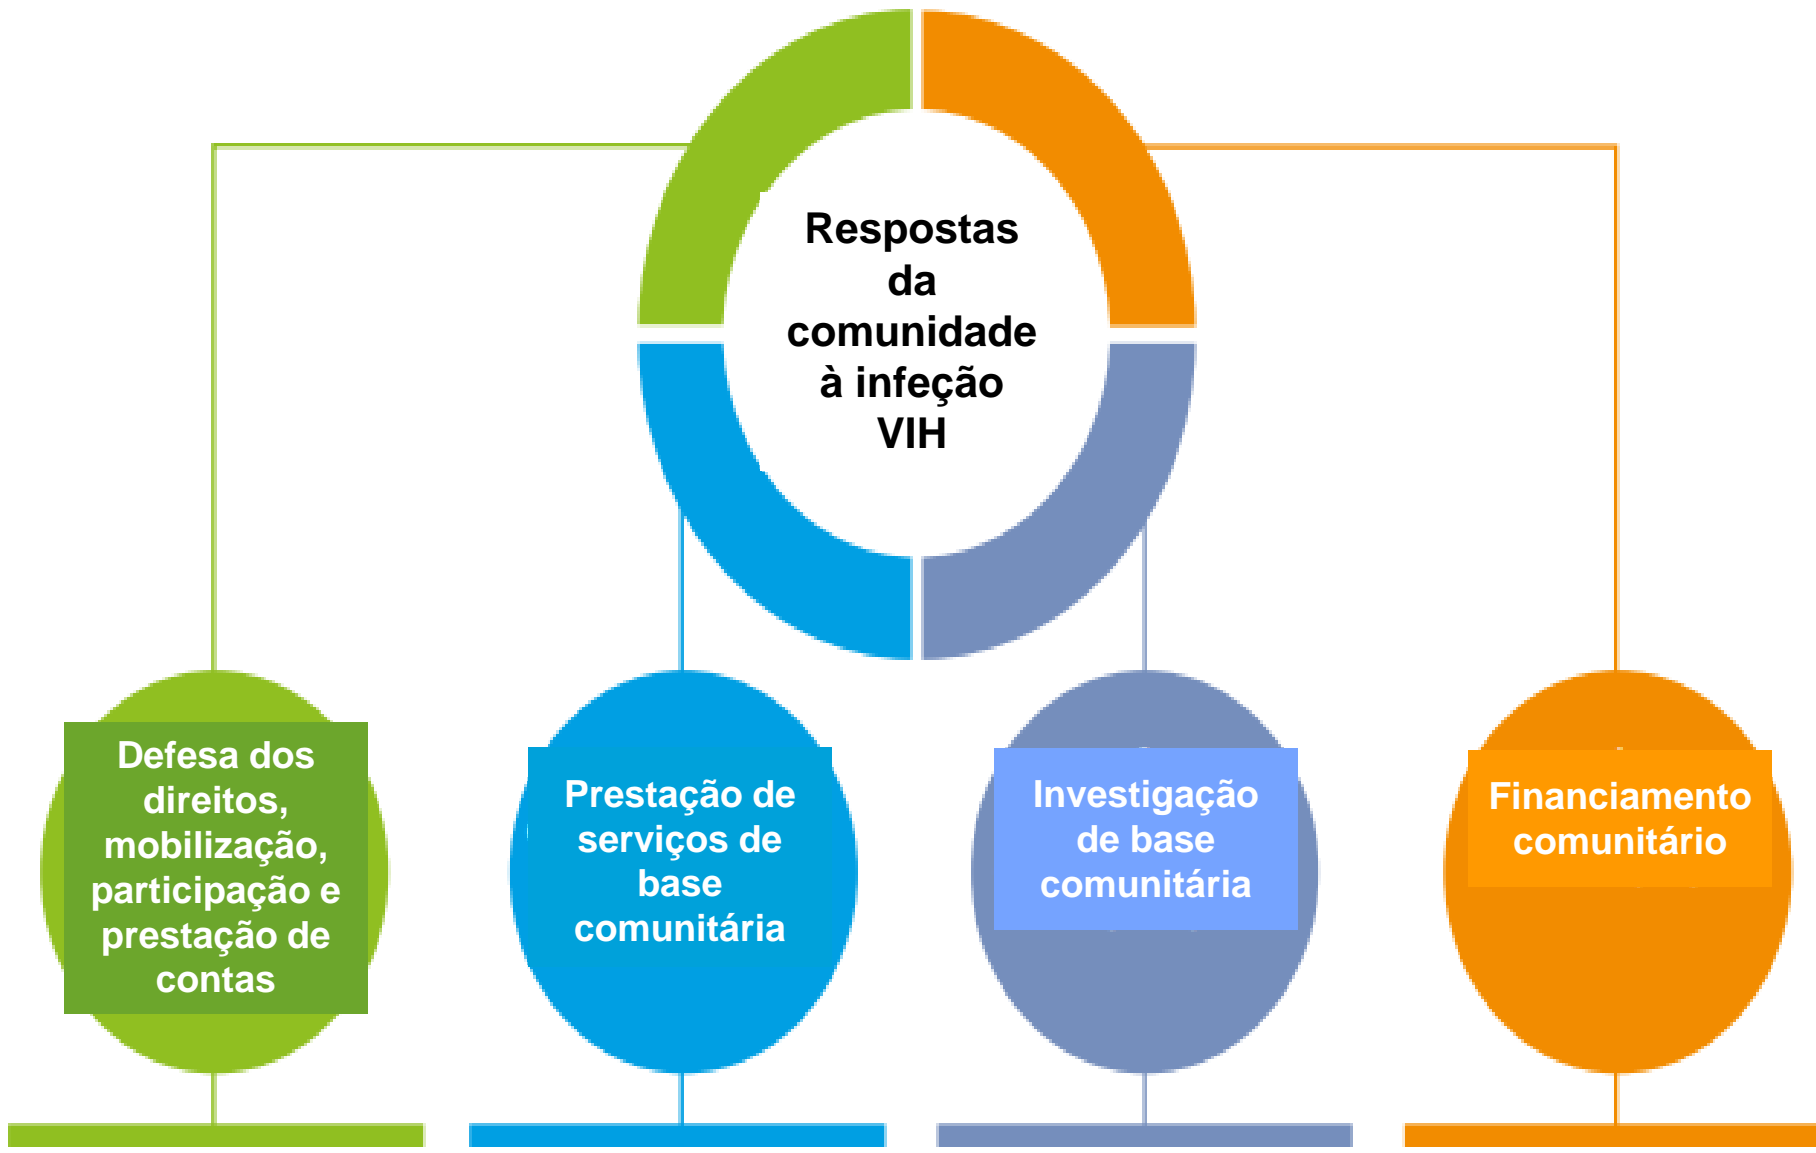 Respostas
da
comunidade
à infeção
VIH
Defesa dos
direitos,
mobilização,
participação e
prestação de
contas
Prestação de
serviços de
base
comunitária
Investigação
de base
comunitária
Financiamento
comunitário